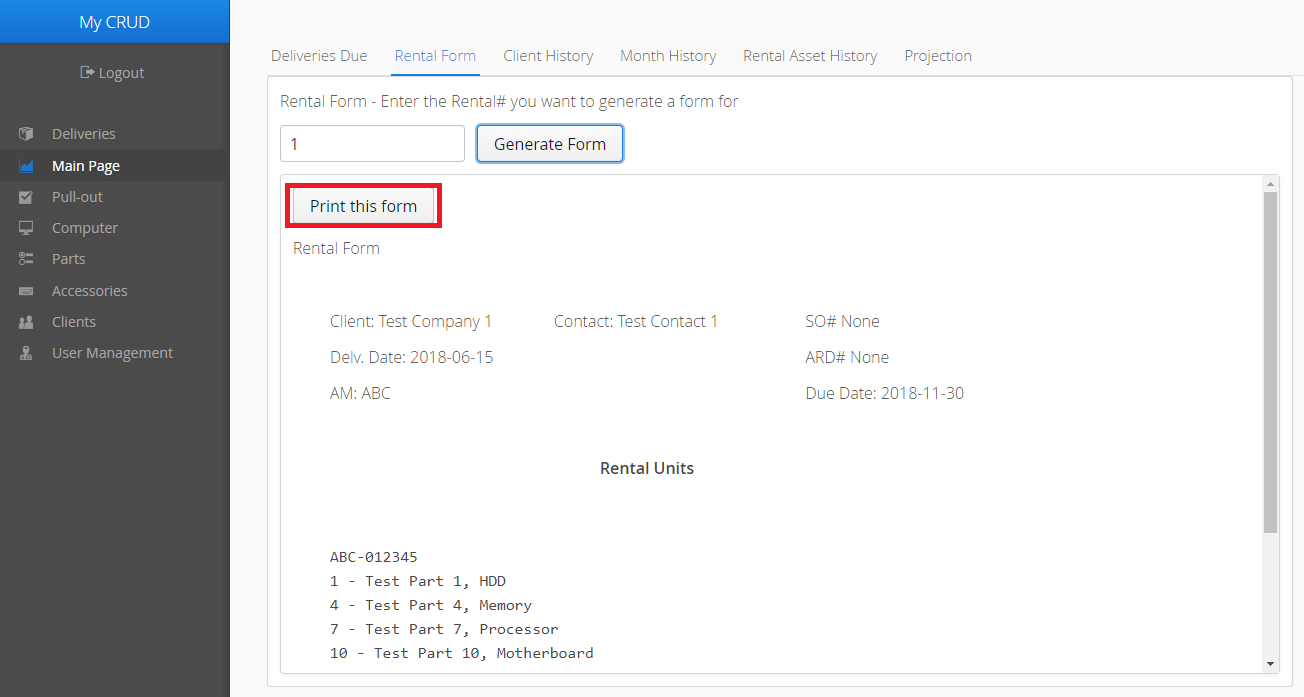 My CRUD
Logout
Deliveries
Main Page
Pull-out
Computer
Parts
Accessories
Clients
User Management
Deliveries Due Rental Form Client History Month History Rental Asset History Projection
Rental Form - Enter the Rental# you want to generate a form for
1 Generate Form
Print this form
Rental Form
Client: Test Company 1 Contact: Test Contact 1 SO# None
Delv. Date: 2018-06-15 ARD# None
AM: ABC Due Date: 2018-11-30
Rental Units
ABC-012345
1 - Test Part 1, HDD
4 - Test Part 4, Memory
7 - Test Part 7, Processor
10 - Test Part 10, Motherboard